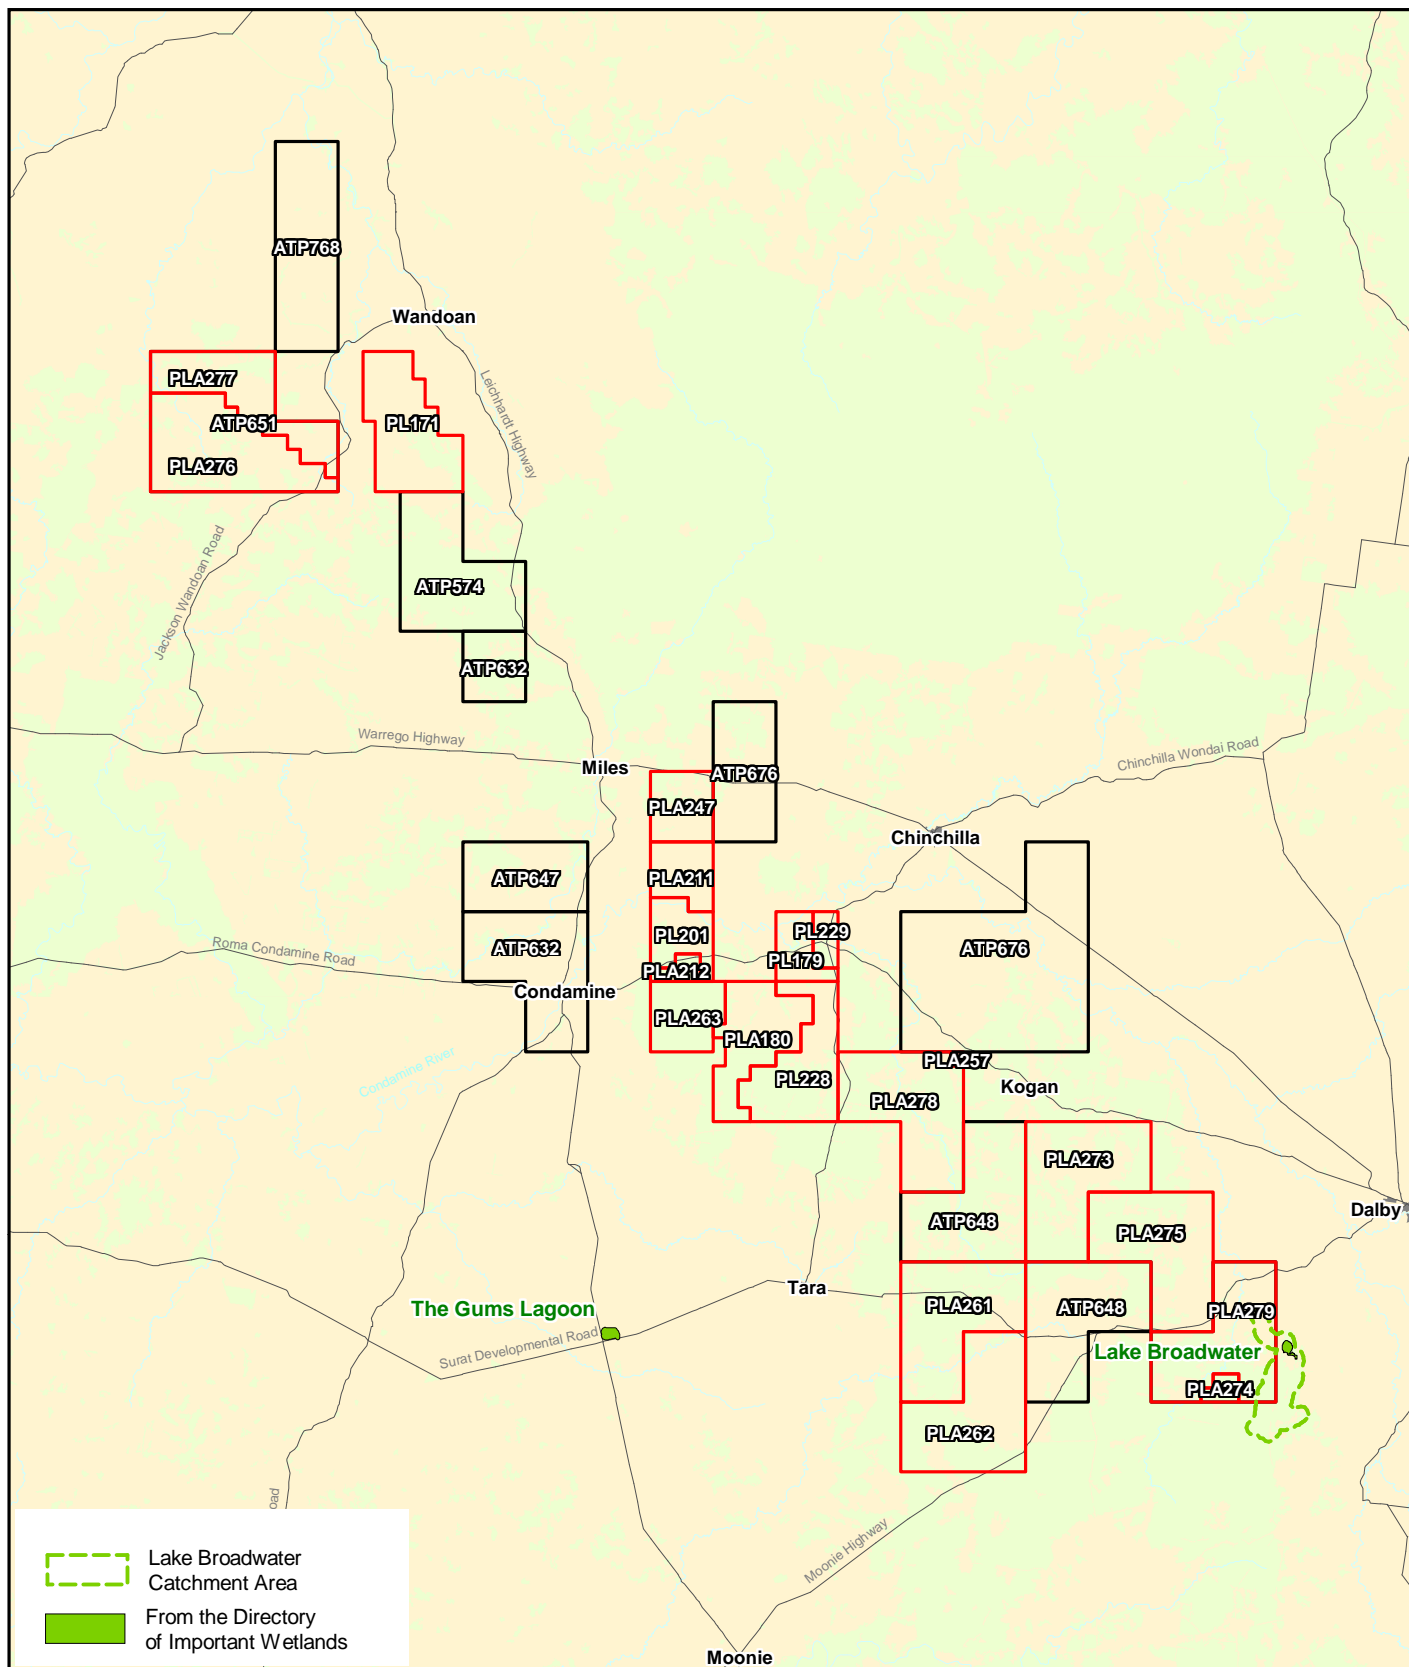 ATP768
Wandoan
PLA277
Leichhardt Highway
ATP651
PL171
PLA276
Jackson Wandoan Road
ATP574
ATP632
Warrego Highway
Miles
ATP676
Chinchilla Wondai Road
PLA247
Chinchilla
ATP647
PLA211
PL229
PL201
ATP632
ATP676
Roma Condamine Road
PL179
PLA212
Condamine
PLA263
PLA180
Condamine River
PLA257
PL228
Kogan
PLA278
PLA273
Dalby
ATP648
PLA275
Tara
The Gums Lagoon
PLA261
ATP648
PLA279
Surat Developmental Road
Lake Broadwater
PLA274
PLA262
Moonie Highway
oad
Lake Broadwater
Catchment Area
From the Directory
of Important Wetlands
Moonie